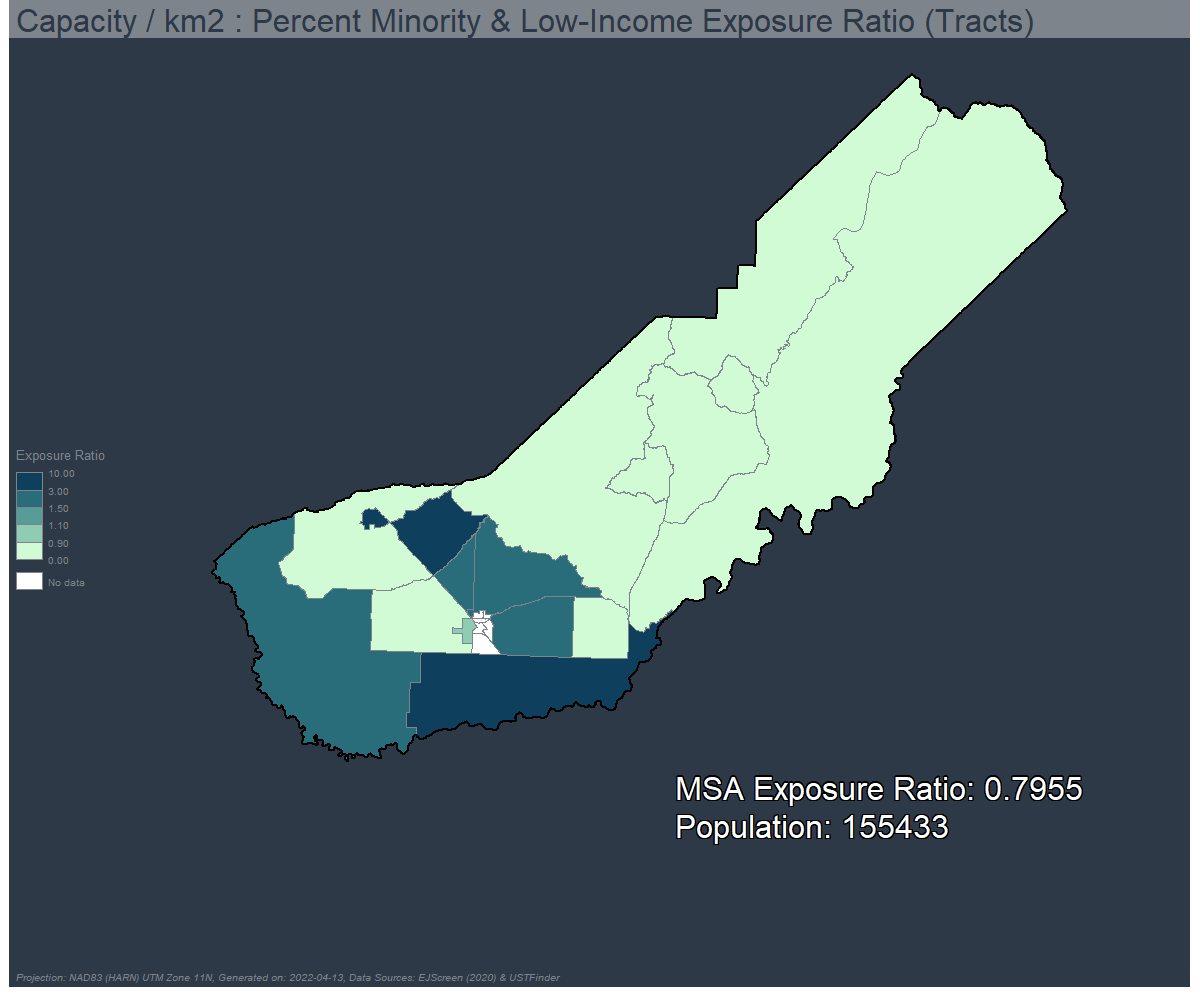 Capacity / km2 : Percent Minority & Low-Income Exposure Ratio (Tracts)
Exposure Ratio
10.00
3.00
1.50
1.10
0.90
0.00
No data
MSA Exposure Ratio: 0.7955
Population: 155433
Projection: NAD83 (HARN) UTM Zone 11N, Generated on: 2022-04-13, Data Sources: EJScreen (2020) & USTFinder